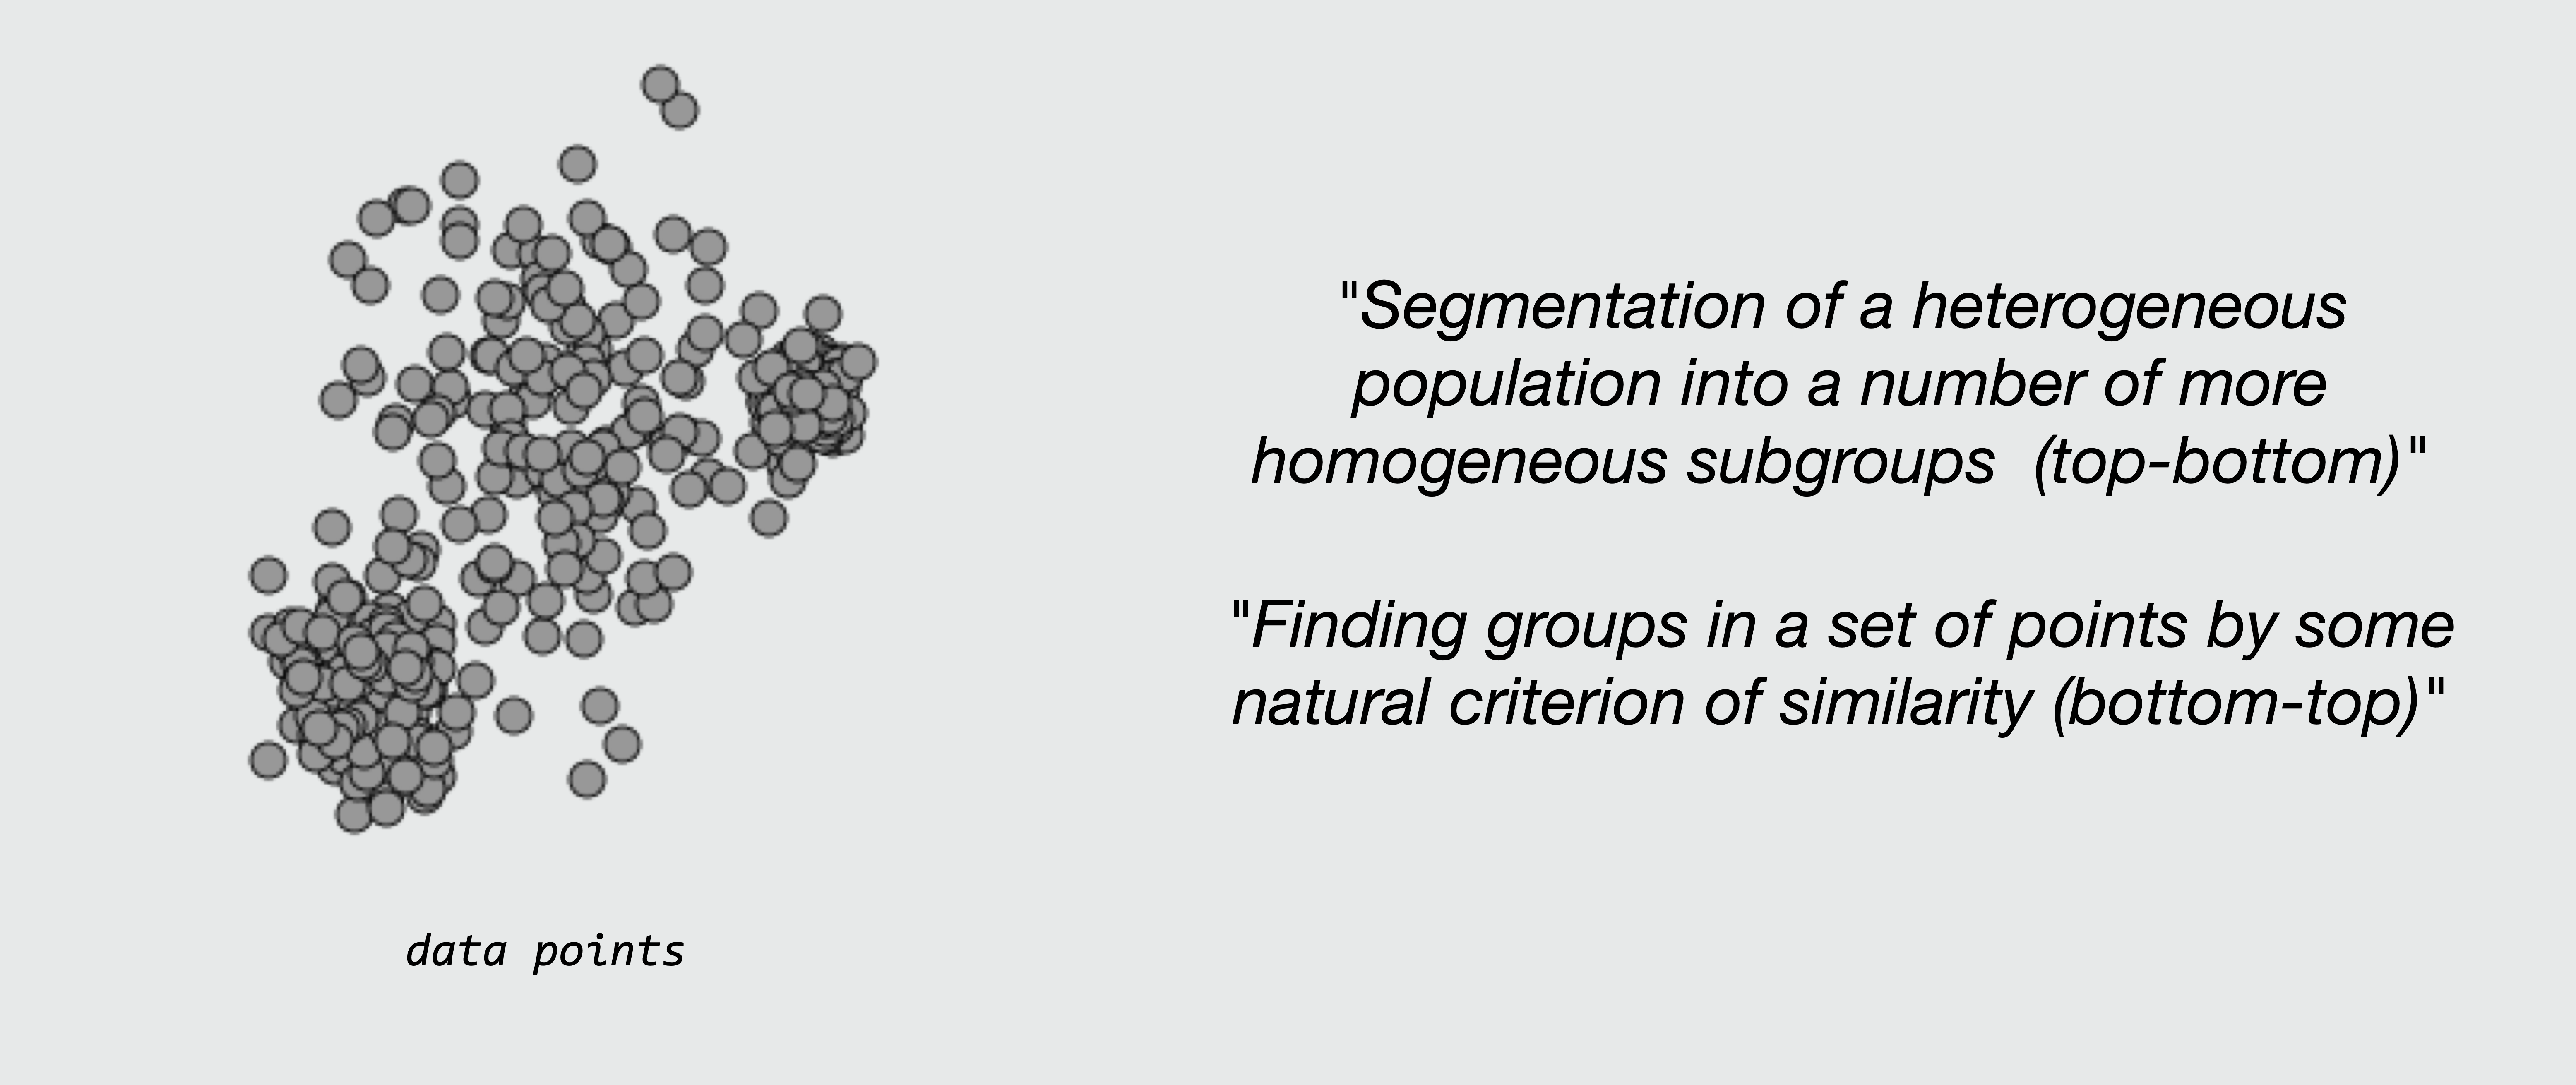 "Segmentation of a heterogeneous
population into a number of more
homogeneous subgroups  (top-bottom)"
"Finding groups in a set of points by some
natural criterion of similarity (bottom-top)"
data points